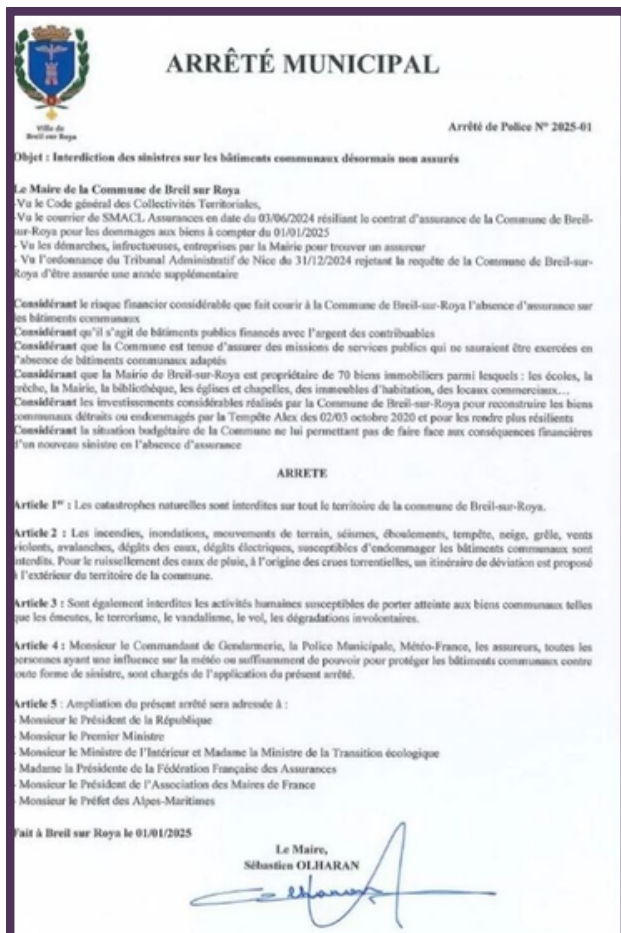 ARRÊTÉ MUNICIPAL
Ville de
Breil sur Roya
Arrêté de Police N° 2025-01
Objet : Interdiction des sinistres sur les bâtiments communaux désormais non assurés
Le Maire de la Commune de Breil sur Roya
-Vu le Code général des Collectivités Territoriales,
-Vu le courrier de SMACL Assurances en date du 03/06/2024 résiliant le contrat d'assurance de la Commune de Breil-
sur-Roya pour les dommages aux biens à compter du 01/01/2025
- Vu les démarches, infructueuses, entreprises par la Mairie pour trouver un assureur
- Vu l'ordonnance du Tribunal Administratif de Nice du 31/12/2024 rejetant la requête de la Commune de Breil-sur-
Roya d'être assurée une année supplémentaire
Considérant le risque financier considérable que fait courir à la Commune de Breil-sur-Roya l'absence d'assurance sur
les bâtiments communaux
Considérant qu'il s'agit de bâtiments publics financés avec l'argent des contribuables
Considérant que la Commune est tenue d'assurer des missions de services publics qui ne sauraient être exercées en
l'absence de bâtiments communaux adaptés
Considérant que la Mairie de Breil-sur-Roya est propriétaire de 70 biens immobiliers parmi lesquels : les écoles, la
crèche, la Mairie, la bibliothèque, les églises et chapelles, des immeubles d'habitation, des locaux commerciaux…
Considérant les investissements considérables réalisés par la Commune de Breil-sur-Roya pour reconstruire les biens
communaux détruits ou endommagés par la Tempête Alex des 02/03 octobre 2020 et pour les rendre plus résilients
Considérant la situation budgétaire de la Commune ne lui permettant pas de faire face aux conséquences financières
d'un nouveau sinistre en l'absence d'assurance
ARRETE
Article 1er : Les catastrophes naturelles sont interdites sur tout le territoire de la commune de Breil-sur-Roya.
Article 2 : Les incendies, inondations, mouvements de terrain, séismes, éboulements, tempête, neige, grêle, vents
violents, avalanches, dégâts des eaux, dégâts électriques, susceptibles d'endommager les bâtiments communaux sont
interdits. Pour le ruissellement des eaux de pluie, à l'origine des crues torrentielles, un itinéraire de déviation est proposé
à l'extérieur du territoire de la commune.
Article 3 : Sont également interdites les activités humaines susceptibles de porter atteinte aux biens communaux telles
que les émeutes, le terrorisme, le vandalisme, le vol, les dégradations involontaires.
Article 4 : Monsieur le Commandant de Gendarmerie, la Police Municipale, Météo-France, les assureurs, toutes les
personnes ayant une influence sur la météo ou suffisamment de pouvoir pour protéger les bâtiments communaux contre
toute forme de sinistre, sont chargés de l'application du présent arrêté.
Article 5 : Ampliation du présent arrêté sera adressée à :
- Monsieur le Président de la République
- Monsieur le Premier Ministre
- Monsieur le Ministre de l'Intérieur et Madame la Ministre de la Transition écologique
- Madame la Présidente de la Fédération Française des Assurances
- Monsieur le Président de l'Association des Maires de France
- Monsieur le Préfet des Alpes-Maritimes
Fait à Breil sur Roya le 01/01/2025
Le Maire,
Sébastien OLHARAN